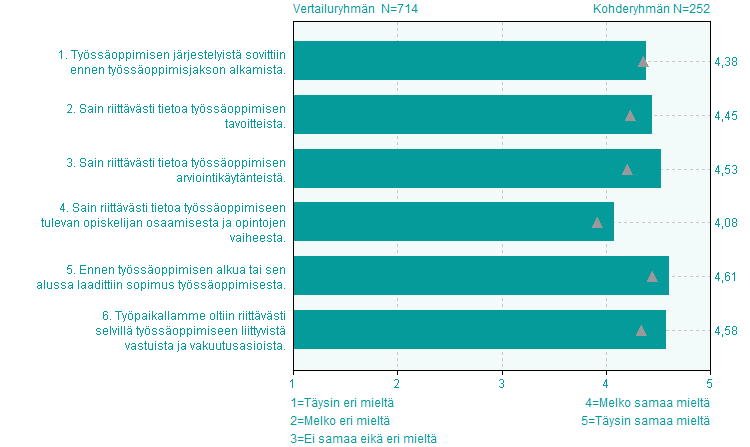 Vertailuryhmän N=714 Kohderyhmän N=252
1. Työssäoppimisen järjestelyistä sovittiin
ennen työssäoppimisjakson alkamista.
4,38
2. Sain riittävästi tietoa työssäoppimisen
tavoitteista.
4,45
3. Sain riittävästi tietoa työssäoppimisen
arviointikäytänteistä.
4,53
4. Sain riittävästi tietoa työssäoppimiseen
tulevan opiskelijan osaamisesta ja opintojen
vaiheesta.
4,08
5. Ennen työssäoppimisen alkua tai sen
alussa laadittiin sopimus työssäoppimisesta.
4,61
6. Työpaikallamme oltiin riittävästi
selvillä työssäoppimiseen liittyvistä
vastuista ja vakuutusasioista.
4,58
1 2 3 4 5
1=Täysin eri mieltä
2=Melko eri mieltä
3=Ei samaa eikä eri mieltä
4=Melko samaa mieltä
5=Täysin samaa mieltä